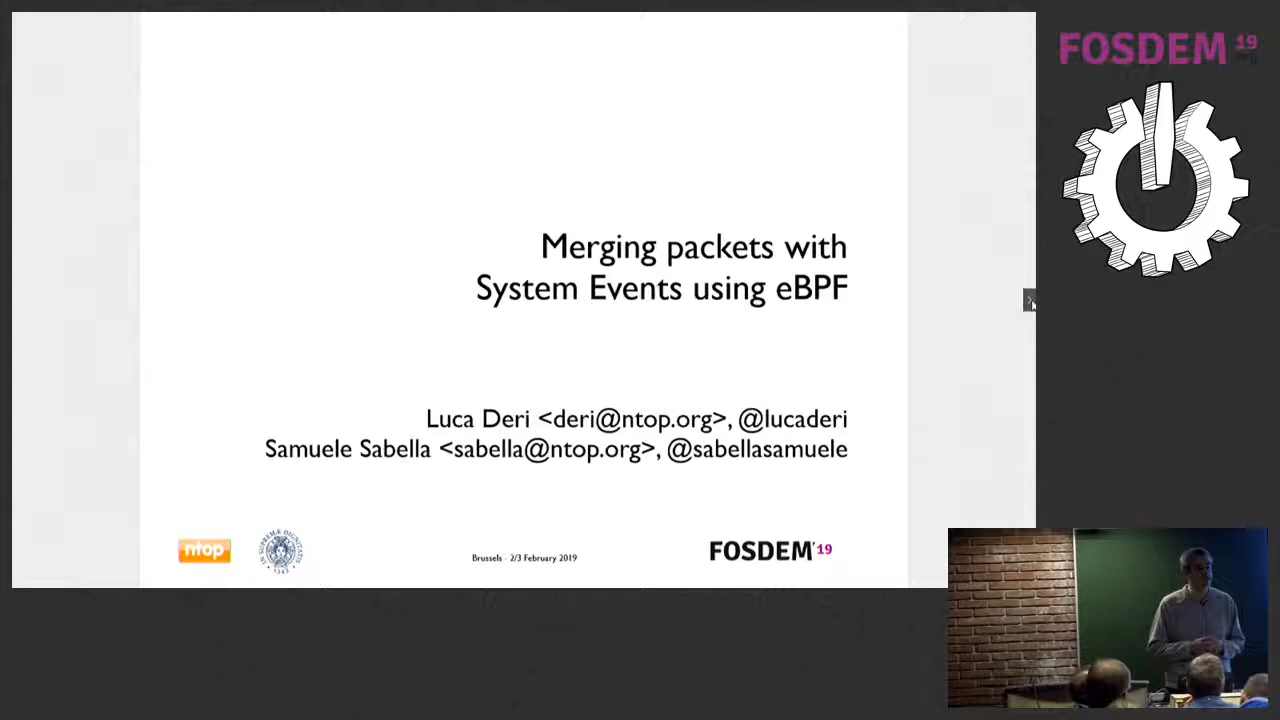 Merging packets with
System Events using eBPF
Luca Deri <deri@ntop.org>, @lucaderi
Samuele Sabella <sabella@ntop.org>, @sabellasamuele
ntop
Brussels - 2/3 February 2019
FOSDEM'19
FOSDEM 19